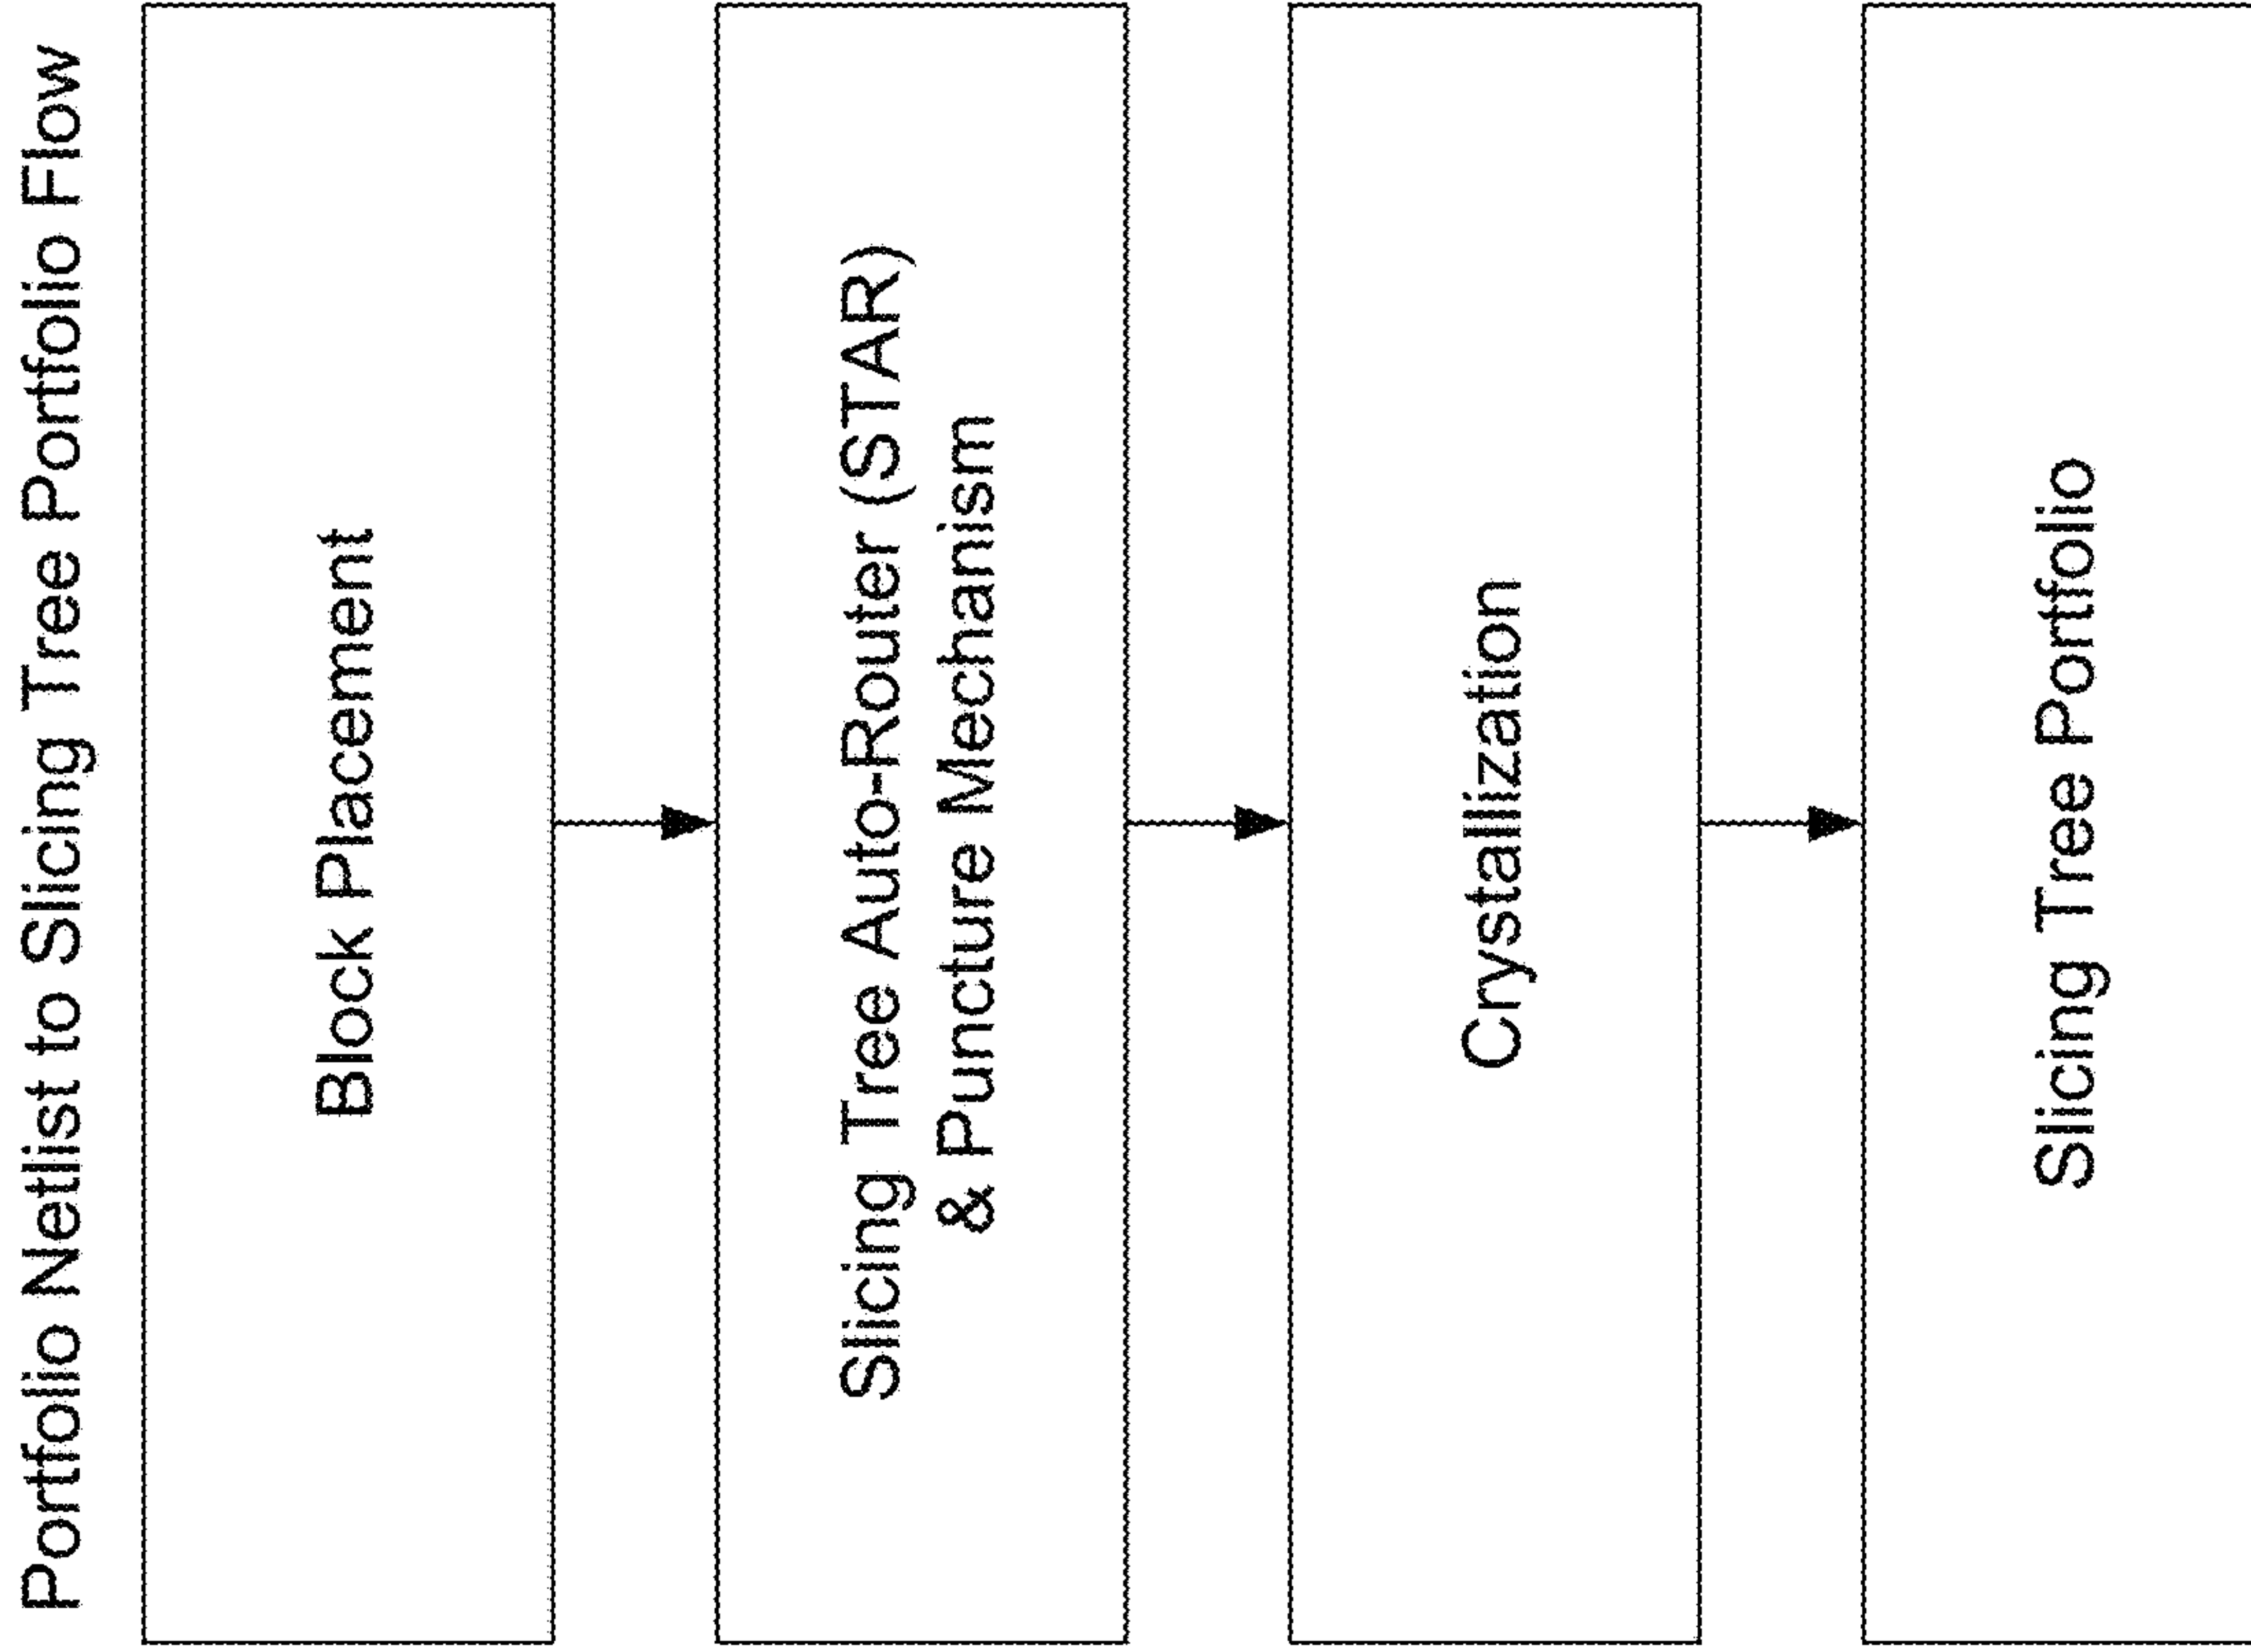 Portfolio Netlist to Slicing Tree Portfolio Flow
Block Placement
Slicing Tree Auto-Router (STAR)
& Puncture Mechanism
Crystallization
Slicing Tree Portfolio